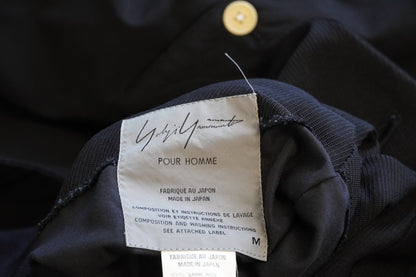 Yohji Yamamoto
POUR HOMME
FABRIQUE AU JAPON
MADE IN JAPAN
COMPOSITION ET INSTRUCTIONS DE LAVAGE
VOIR ETIQUETTE ANNEXE
COMPOSITION AND WASHING INSTRUCTIONS
SEE ATTACHED LABEL
M
FABRIQUE AU JAPON
MADE IN JAPAN